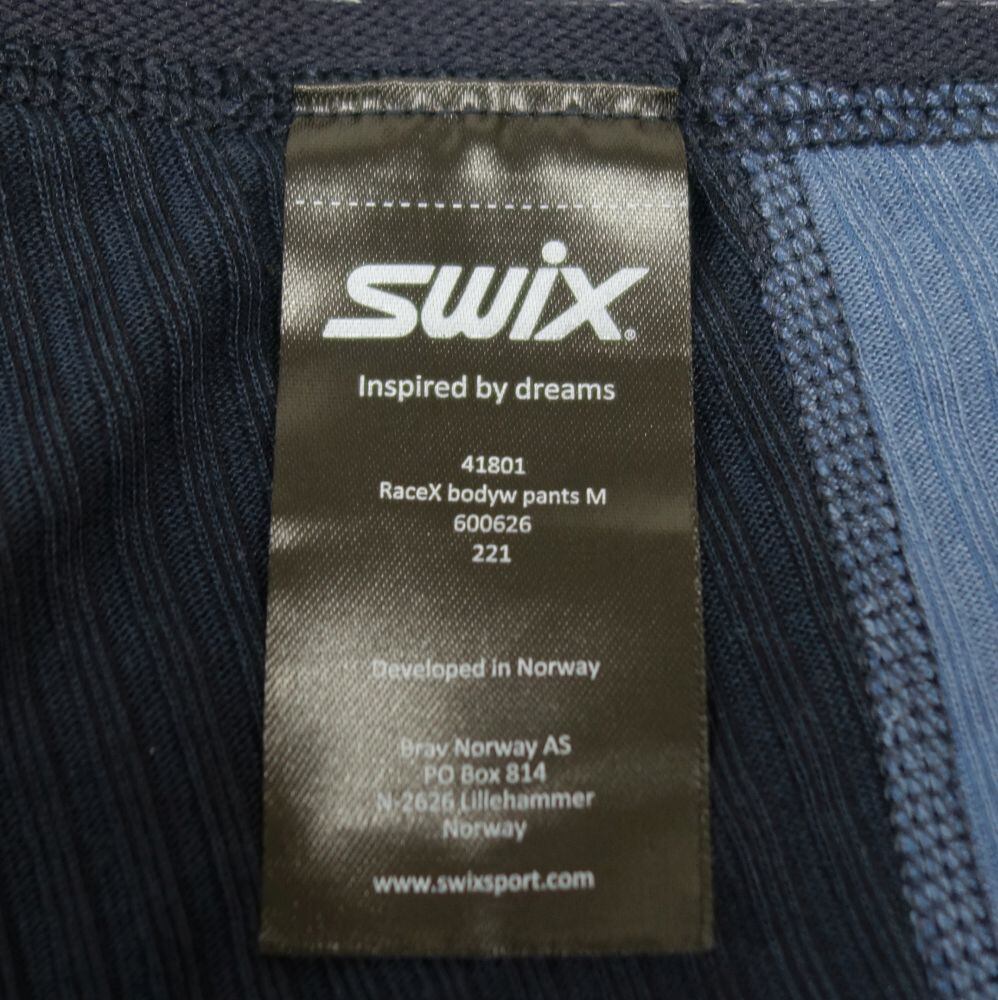 SWIX®
Inspired by dreams
41801
RaceX bodyw pants M
600626
221
Developed in Norway
Brav Norway AS
PO Box 814
N-2626 Lillehammer
Norway
www.swixsport.com